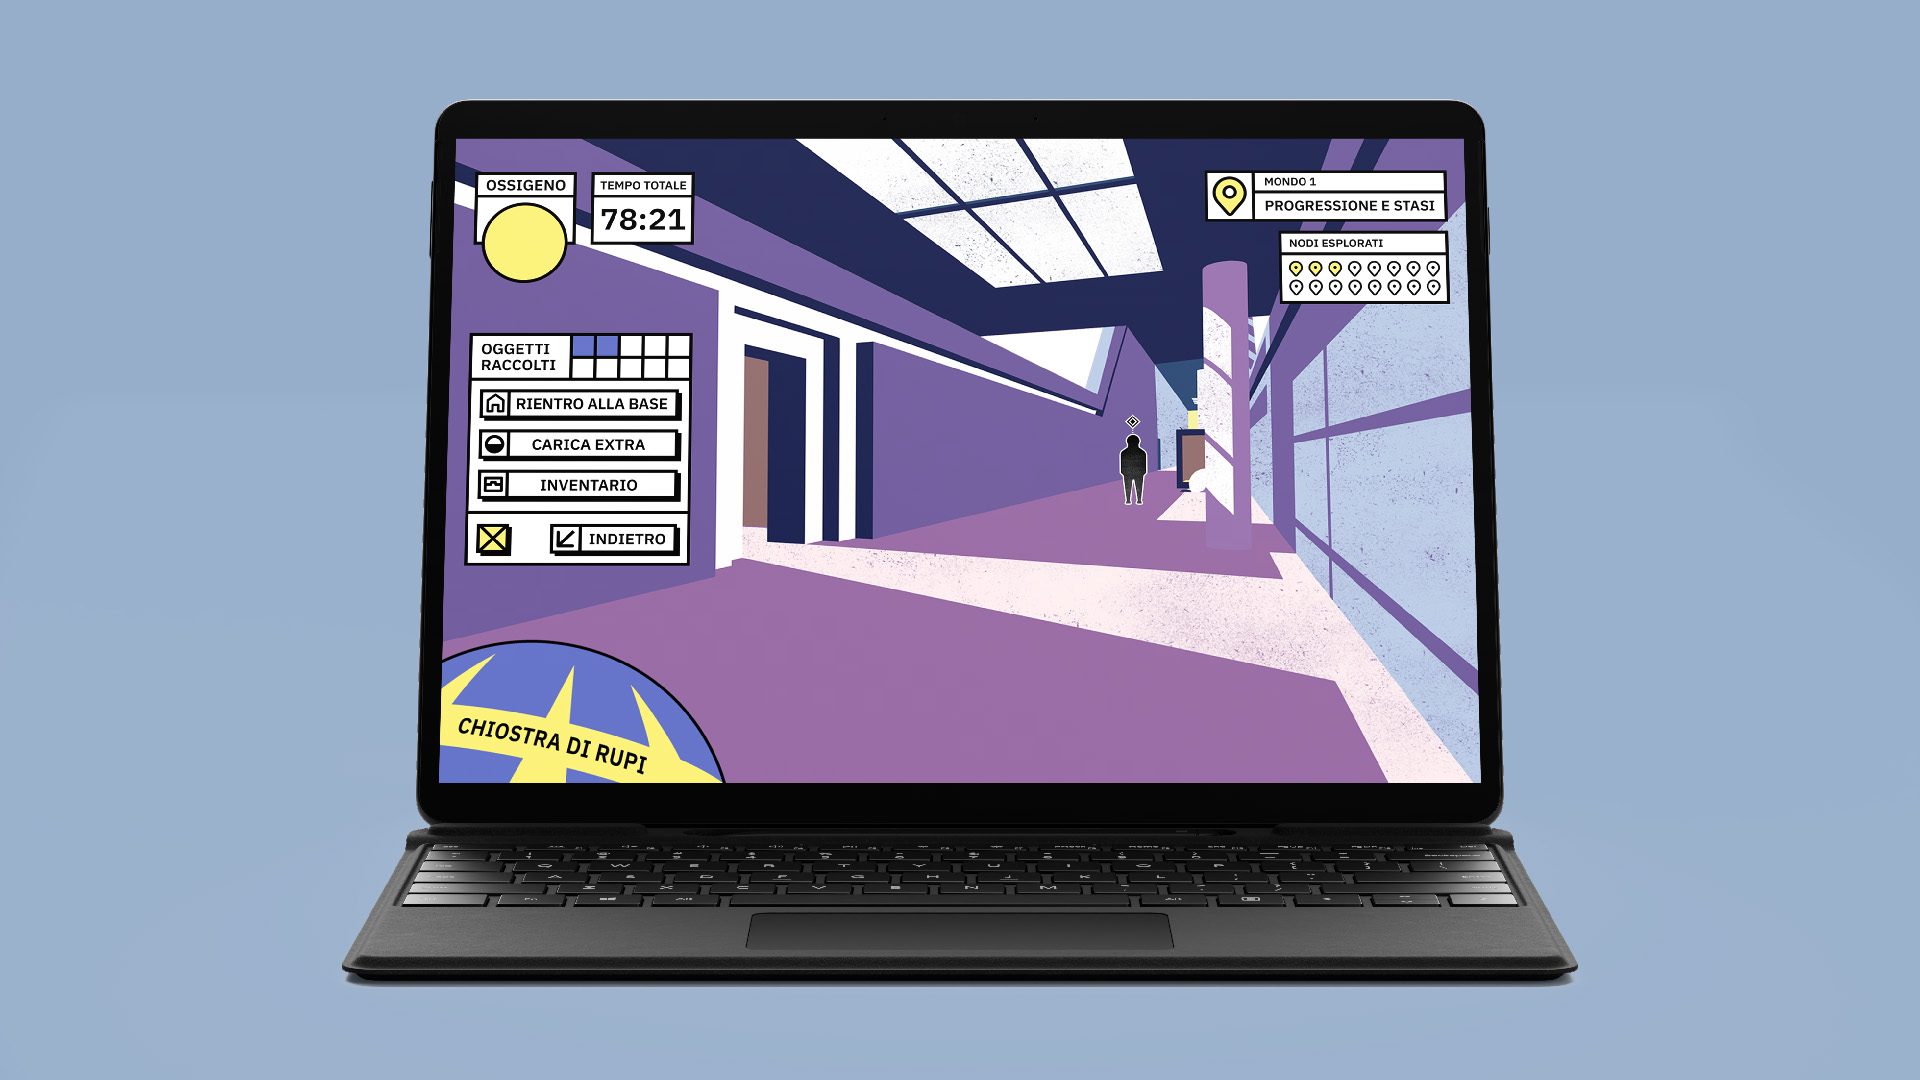 OSSIGENO
TEMPO TOTALE
78:21
MONDO 1
PROGRESSIONE E STASI
NODI ESPLORATI
OGGETTI
RACCOLTI
RIENTRO ALLA BASE
CARICA EXTRA
INVENTARIO
INDIETRO
CHIOSTRA DI RUPI